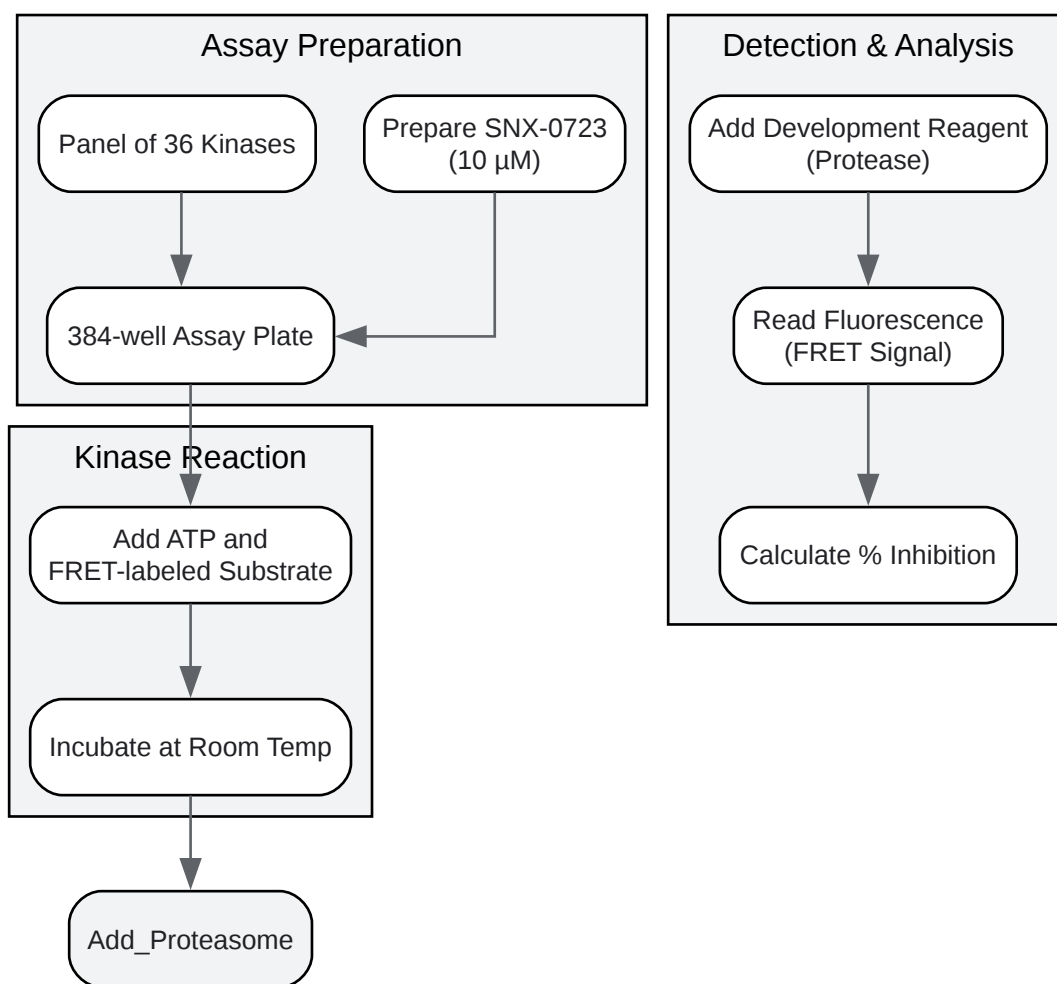 Assay Preparation
Panel of 36 Kinases
Prepare SNX-0723
(10 µM)
384-well Assay Plate
Kinase Reaction
Add ATP and
FRET-labeled Substrate
Incubate at Room Temp
Add_Proteasome
Detection & Analysis
Add Development Reagent
(Protease)
Read Fluorescence
(FRET Signal)
Calculate % Inhibition